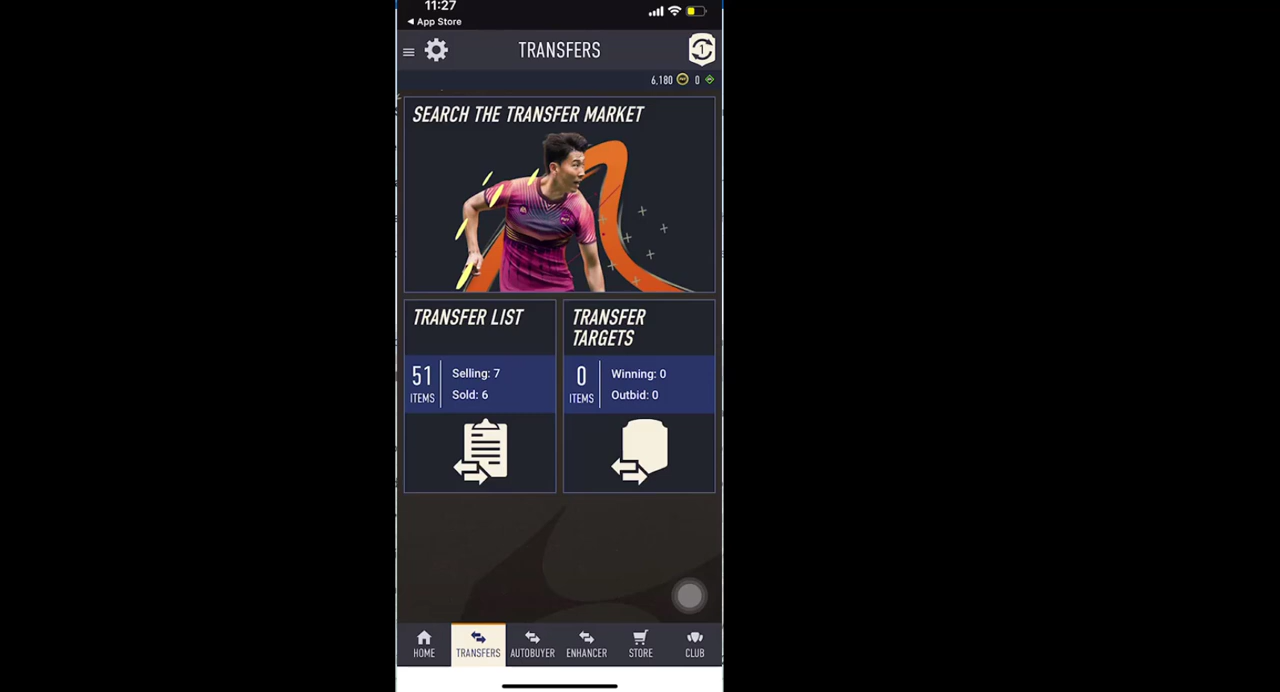 11:27
◀ App Store
TRANSFERS
1
6,180 0
SEARCH THE TRANSFER MARKET
TRANSFER LIST
51 ITEMS
Selling: 7
Sold: 6
TRANSFER
TARGETS
0 ITEMS
Winning: 0
Outbid: 0
HOME TRANSFERS AUTOBUYER ENHANCER STORE CLUB